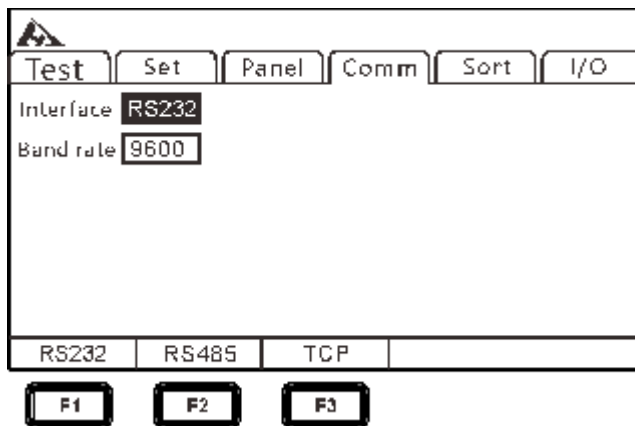 Test Set Panel Comm Sort I/O
Interface RS232
Band rate 9600
RS232 RS485 TCP
F1 F2 F3